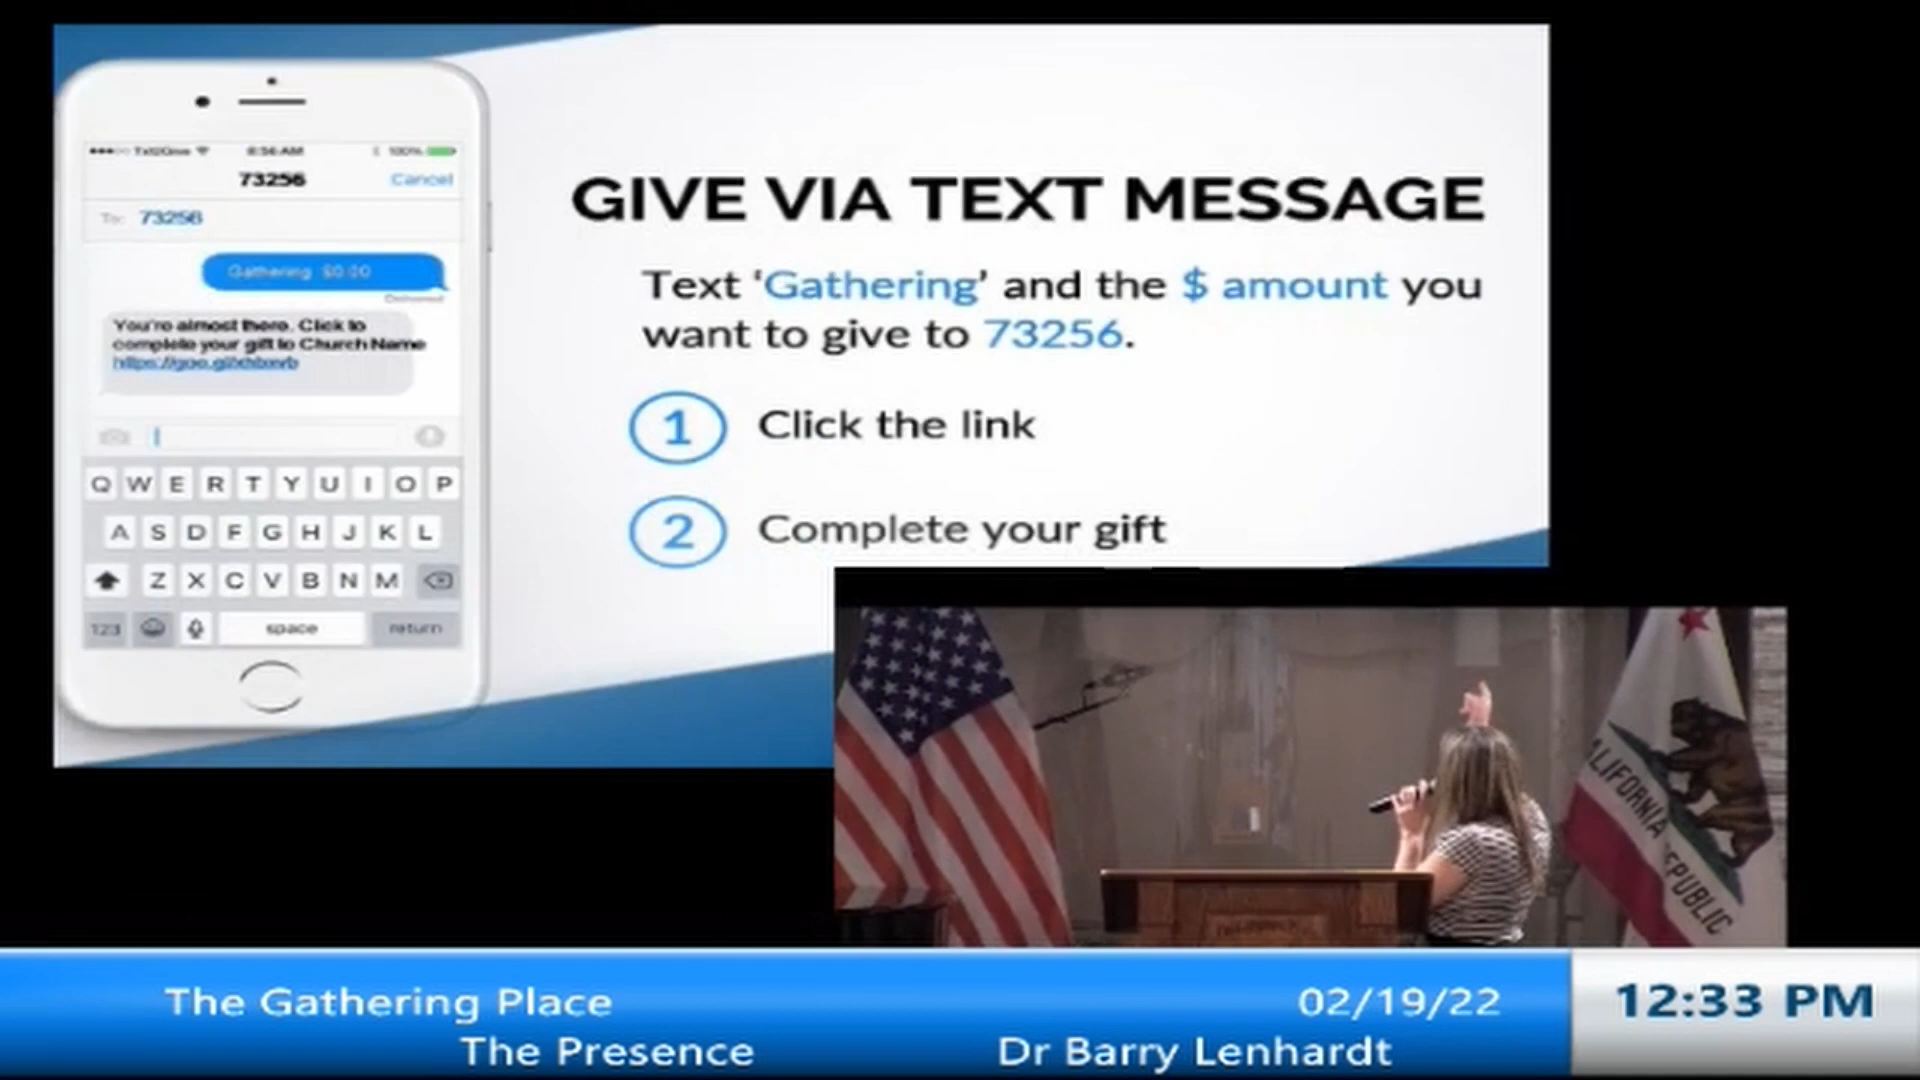 100%
73256
Cancel
To: 73256
Gathering $0.00
Delivered
You're almost there. Click to
complete your gift to Church Name
Q W E R T Y U I O P
A S D F G H J K L
Z X C V B N M
123
space
return
GIVE VIA TEXT MESSAGE
Text ‘Gathering’ and the $ amount you
want to give to 73256.
1 Click the link
2 Complete your gift
CALIFORNIA REPUBLIC
The Gathering Place
02/19/22
12:33 PM
The Presence
Dr Barry Lenhardt